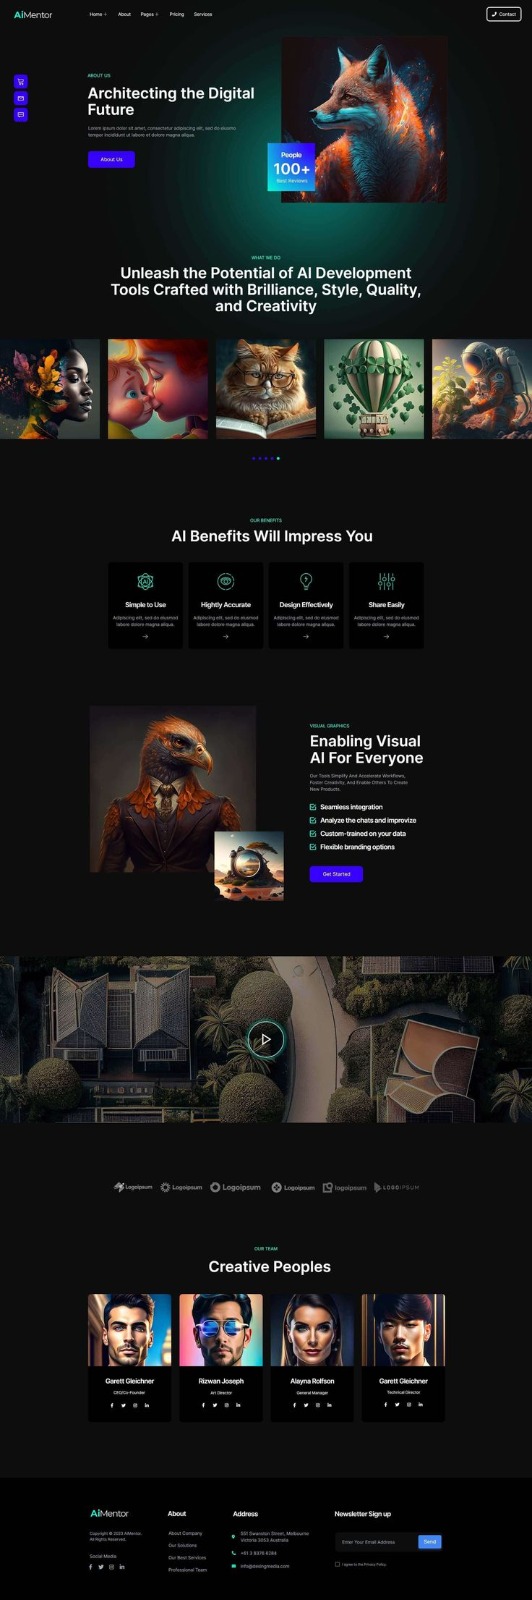 AiMentor
Home +
About
Pages +
Pricing
Services
Contact
ABOUT US
Architecting the Digital
Future
Lorem ipsum dolor sit amet, consectetur adipiscing elit, sed do eiusmo
tempor incididunt ut labore et dolore magna aliqua.
About Us
People
100+
Best Reviews
WHAT WE DO
Unleash the Potential of AI Development
Tools Crafted with Brilliance, Style, Quality,
and Creativity
OUR BENEFITS
AI Benefits Will Impress You
Simple to Use
Adipiscing elit, sed do eiusmod
labore dolore magna aliqua.
Hightly Accurate
Adipiscing elit, sed do eiusmod
labore dolore magna aliqua.
Design Effectively
Adipiscing elit, sed do eiusmod
labore dolore magna aliqua.
Share Easily
Adipiscing elit, sed do eiusmod
labore dolore magna aliqua.
VISUAL GRAPHICS
Enabling Visual
AI For Everyone
Our Tools Simplify And Accelerate Workflows,
Foster Creativity, And Enable Others To Create
New Products.
Seamless integration
Analyze the chats and improvize
Custom-trained on your data
Flexible branding options
Get Started
Logoipsum
Logoipsum
Logoipsum
Logoipsum
logoipsum
LOGOIPSUM
OUR TEAM
Creative Peoples
Garett Gleichner
CEO/Co-Founder
Rizwan Joseph
Art Director
Alayna Rolfson
General Manager
Garett Gleichner
Technical Director
AiMentor
Copyright © 2023 AiMentor.
All Rights Reserved.
Social Media
About
About Company
Our Solutions
Our Best Services
Professional Team
Address
551 Swanston Street, Melbourne
Victoria 3053 Australia
+61 3 8376 6284
Newsletter Sign up
Enter Your Email Address
Send
I agree to the Privacy Policy.